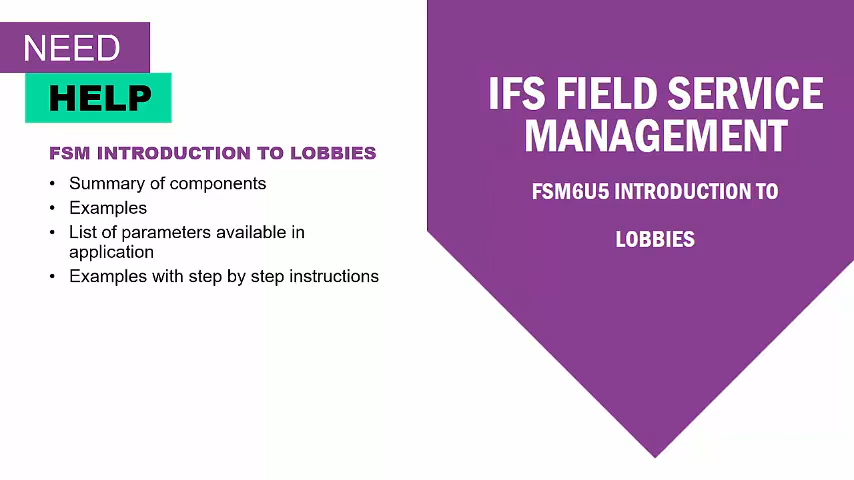 NEED
HELP
FSM INTRODUCTION TO LOBBIES
• Summary of components
• Examples
• List of parameters available in
application
• Examples with step by step instructions
IFS FIELD SERVICE
MANAGEMENT
FSM6U5 INTRODUCTION TO
LOBBIES